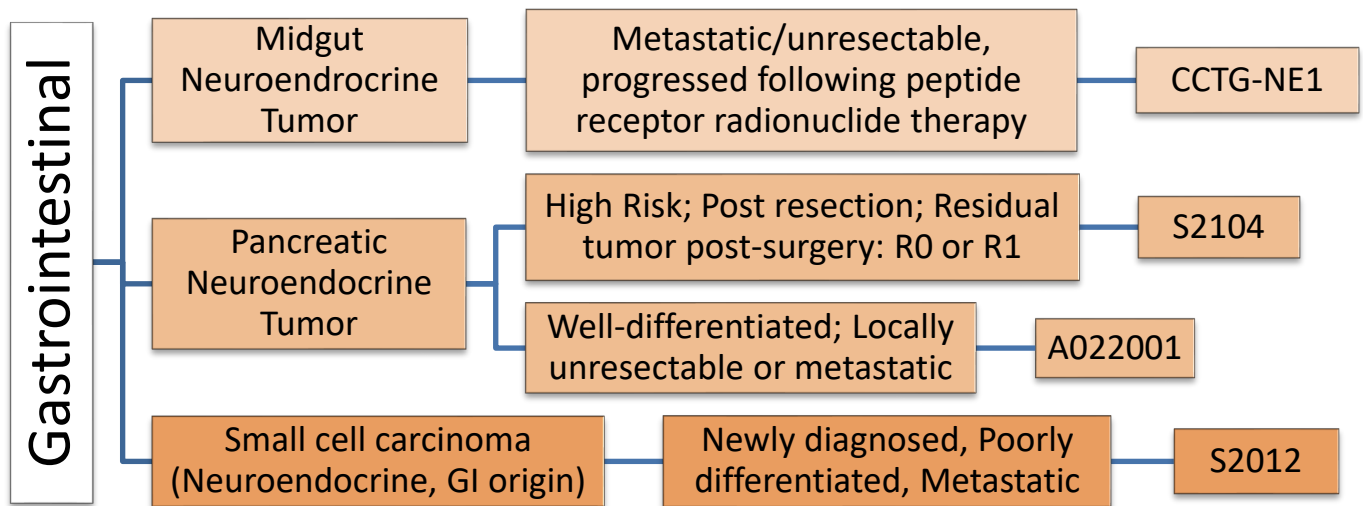 Gastrointestinal
Midgut
Neuroendrocrine
Tumor
Metastatic/unresectable,
progressed following peptide
receptor radionuclide therapy
CCTG-NE1
Pancreatic
Neuroendocrine
Tumor
High Risk; Post resection; Residual
tumor post-surgery: R0 or R1
S2104
Well-differentiated; Locally
unresectable or metastatic
A022001
Small cell carcinoma
(Neuroendocrine, GI origin)
Newly diagnosed, Poorly
differentiated, Metastatic
S2012